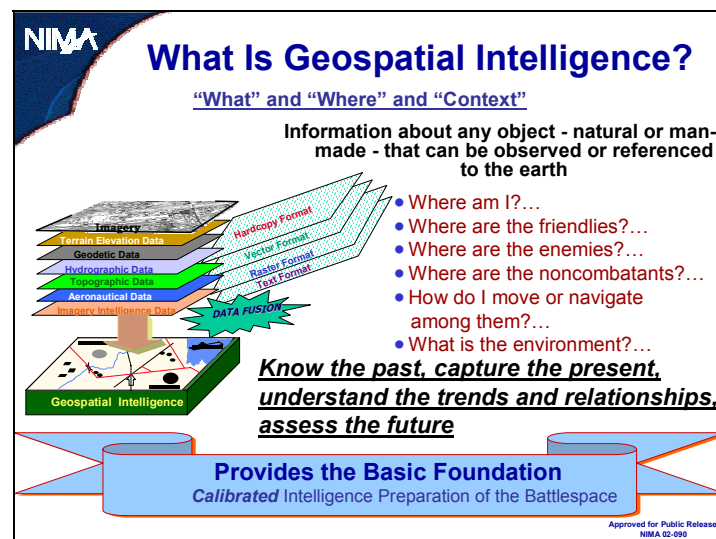 NIMA
What Is Geospatial Intelligence?
“What” and “Where” and “Context”
Information about any object - natural or man-
made - that can be observed or referenced
to the earth
Imagery
Terrain Elevation Data
Geodetic Data
Hydrographic Data
Topographic Data
Aeronautical Data
Imagery Intelligence Data
Hardcopy Format
Vector Format
Raster Format
Text Format
DATA FUSION
Geospatial Intelligence
• Where am I?…
• Where are the friendlies?…
• Where are the enemies?…
• Where are the noncombatants?…
• How do I move or navigate
among them?…
• What is the environment?…
Know the past, capture the present,
understand the trends and relationships,
assess the future
Provides the Basic Foundation
Calibrated Intelligence Preparation of the Battlespace
Approved for Public Release
NIMA 02-090